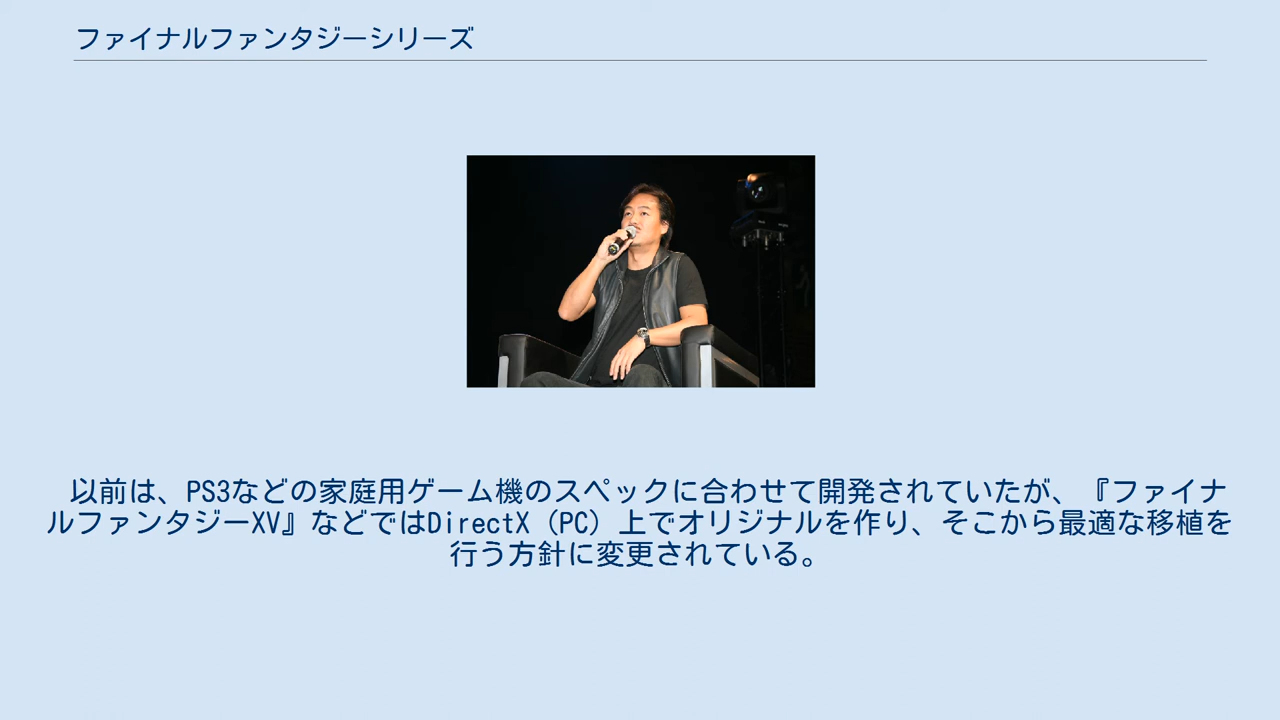 ファイナルファンタジーシリーズ
以前は、PS3などの家庭用ゲーム機のスペックに合わせて開発されていたが、『ファイナ
ルファンタジーXV』などではDirectX（PC）上でオリジナルを作り、そこから最適な移植を
行う方針に変更されている。